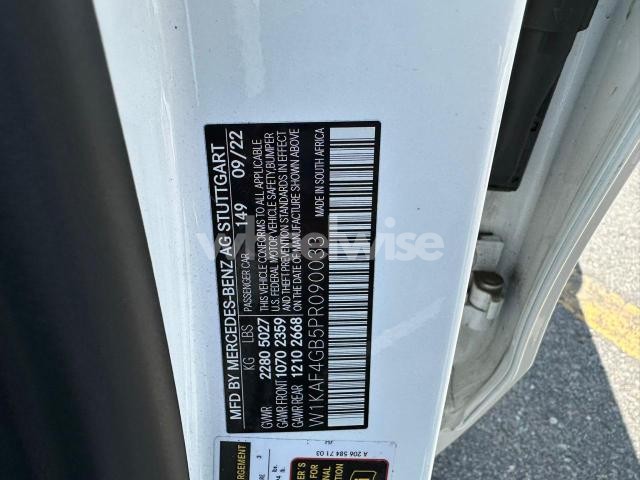 MFD BY MERCEDES-BENZ AG STUTTGART
PASSENGER CAR 149 09/22
KG LBS
THIS VEHICLE CONFORMS TO ALL APPLICABLE
GVWR 2280 5027 U.S. FEDERAL MOTOR VEHICLE SAFETY, BUMPER
GAWR FRONT 1070 2359 AND THEFT PREVENTION STANDARDS IN EFFECT
GAWR REAR 1210 2668 ON THE DATE OF MANUFACTURE SHOWN ABOVE
W1KAF4GB5PR090033
MADE IN SOUTH AFRICA
A 206 584 71 03
wheelwise